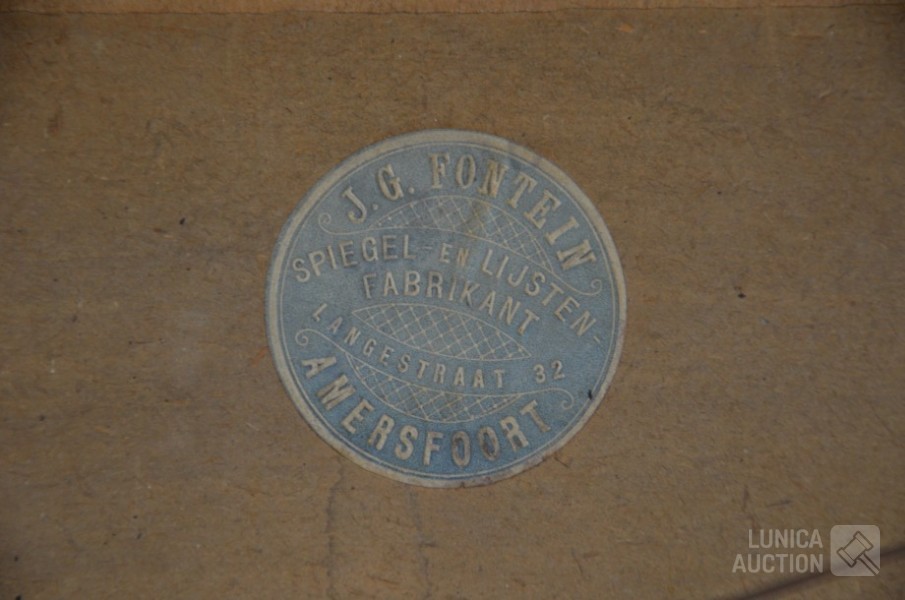 J.G. FONTEIN
SPIEGEL- EN LIJSTEN-
FABRIKANT
LANGESTRAAT 32
AMERSFOORT
LUNICA
AUCTION